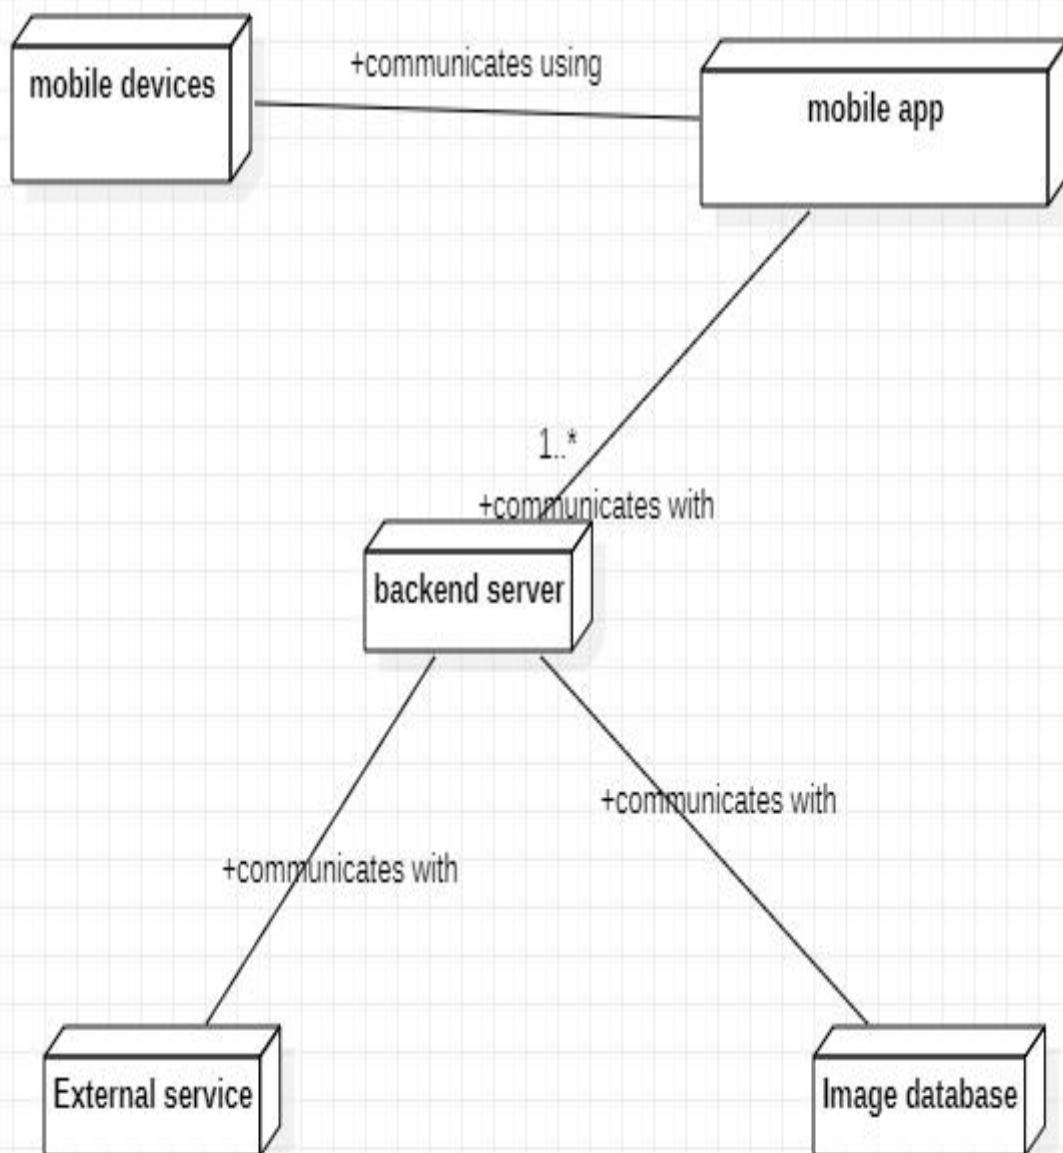 +communicates using
mobile devices
mobile app
1..*
+communicates with
backend server
+communicates with
+communicates with
External service
Image database